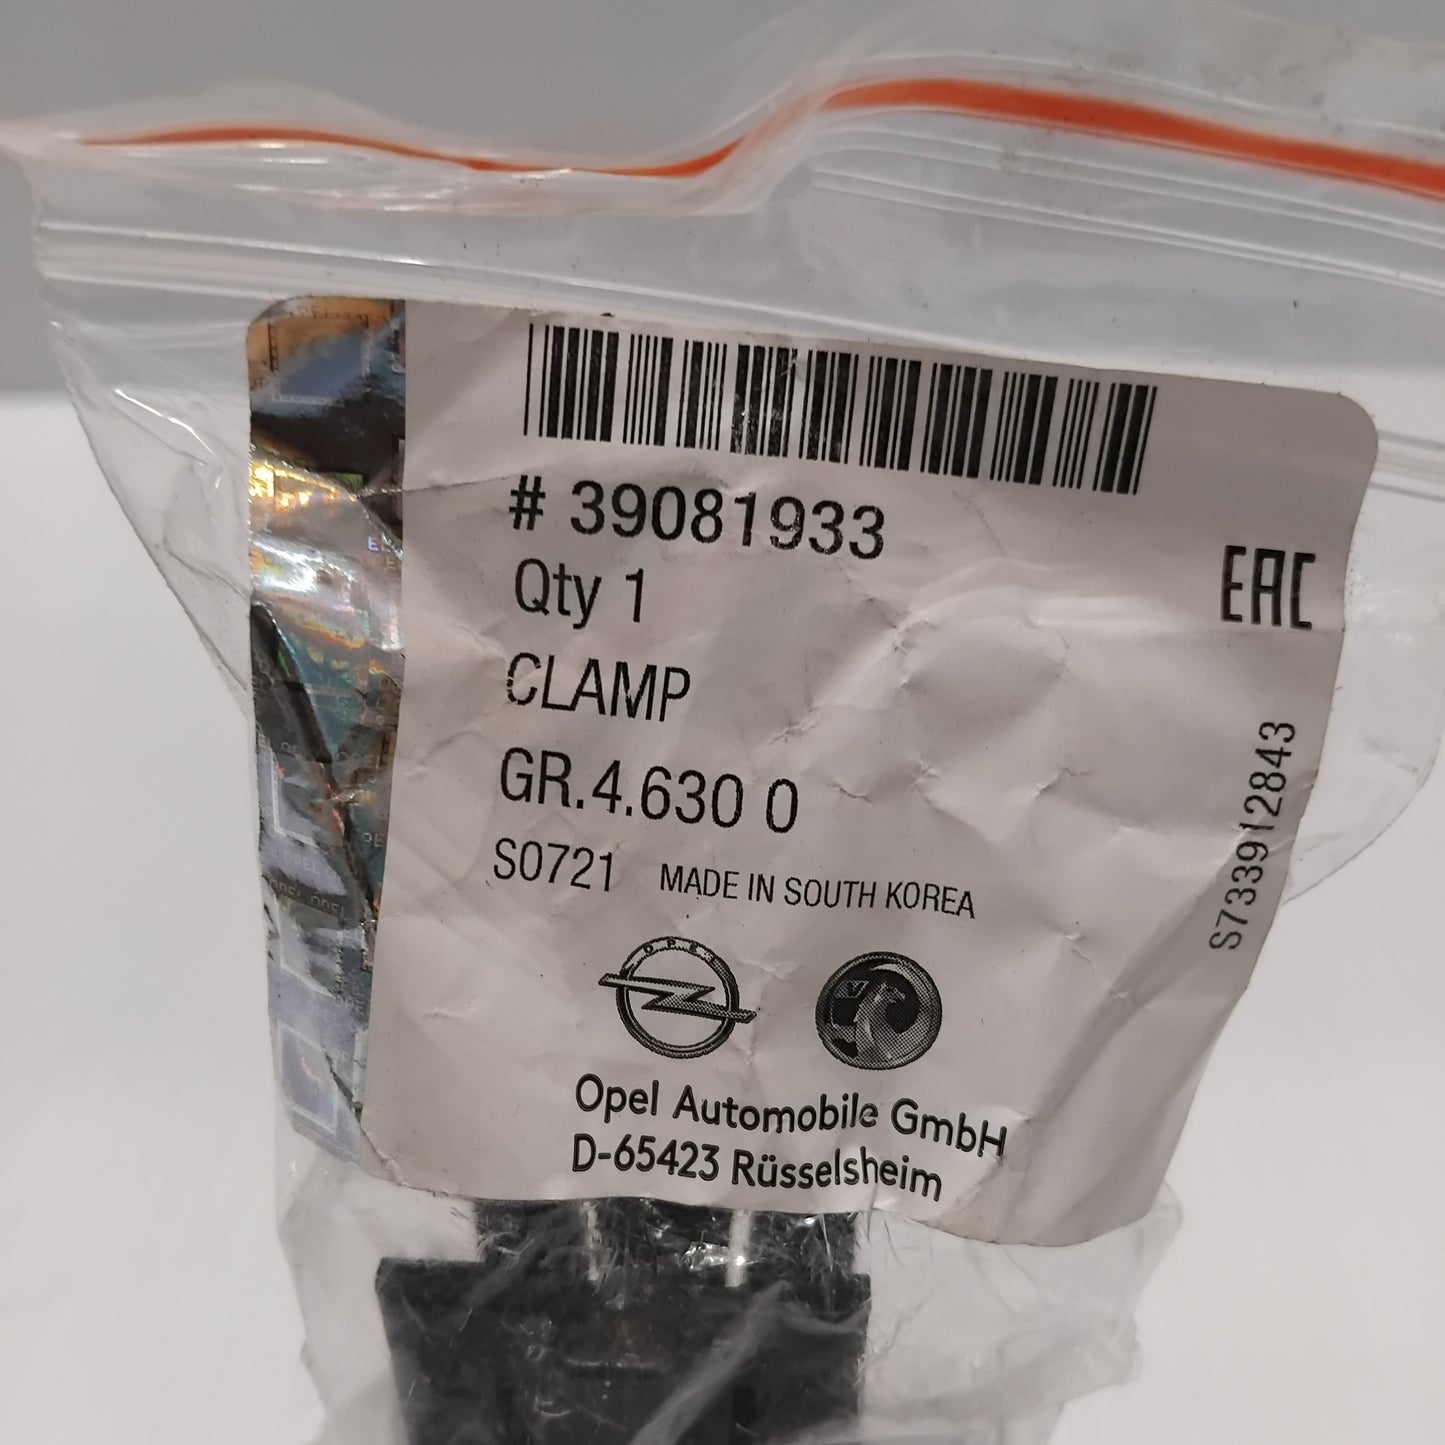 # 39081933
Qty 1
EAC
CLAMP
GR.4.630 0
S0721 MADE IN SOUTH KOREA
S733912843
OPEL
V
Opel Automobile GmbH
D-65423 Rüsselsheim